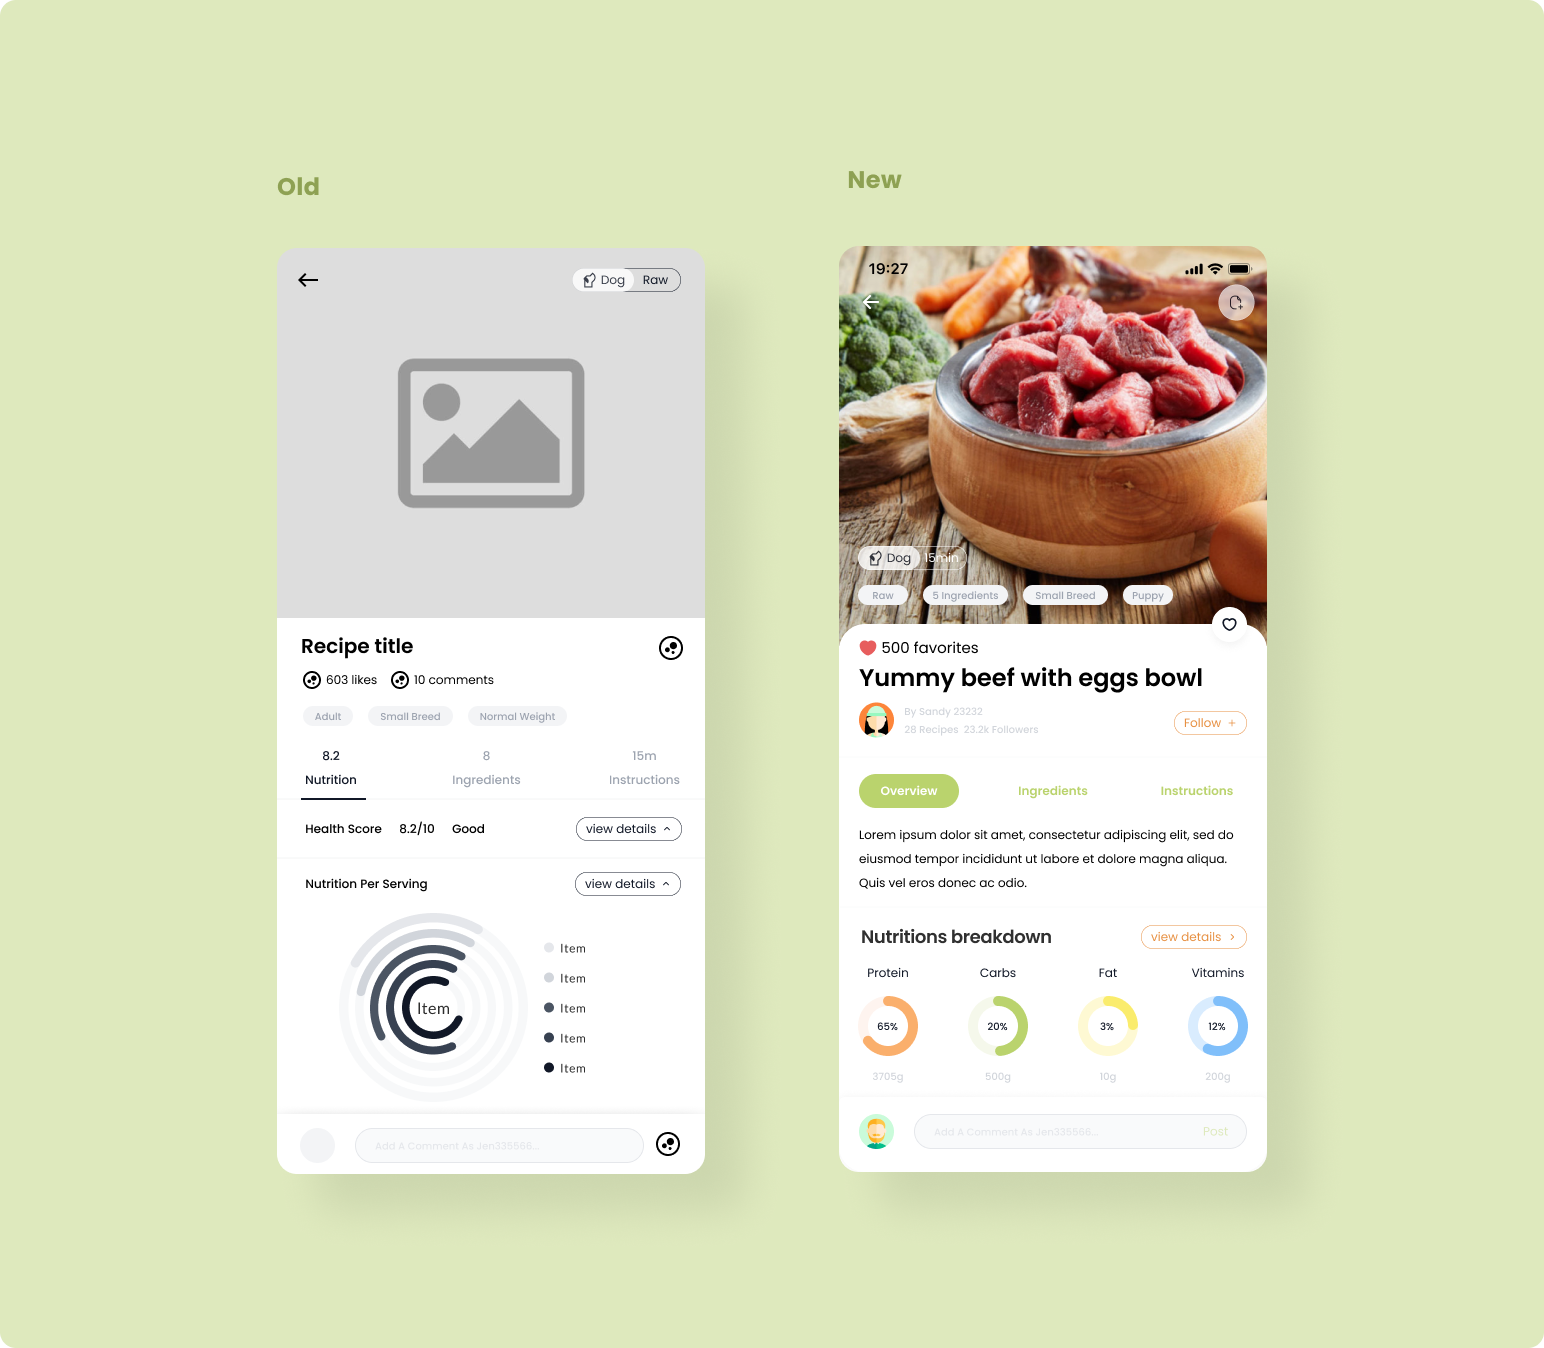 Old
Dog Raw
Recipe title
603 likes 10 comments
Adult Small Breed Normal Weight
8.2 8 15m
Nutrition Ingredients Instructions
Health Score 8.2/10 Good view details
Nutrition Per Serving view details
Item
Item
Item
Item
Item
Item
Add A Comment As Jen335566...
New
19:27
Dog 15min
Raw 5 Ingredients Small Breed Puppy
500 favorites
Yummy beef with eggs bowl
By Sandy 23232
28 Recipes 23.2k Followers
Follow +
Overview Ingredients Instructions
Lorem ipsum dolor sit amet, consectetur adipiscing elit, sed do
eiusmod tempor incididunt ut labore et dolore magna aliqua.
Quis vel eros donec ac odio.
Nutritions breakdown view details >
Protein Carbs Fat Vitamins
65% 20% 3% 12%
3705g 500g 10g 200g
Add A Comment As Jen335566... Post